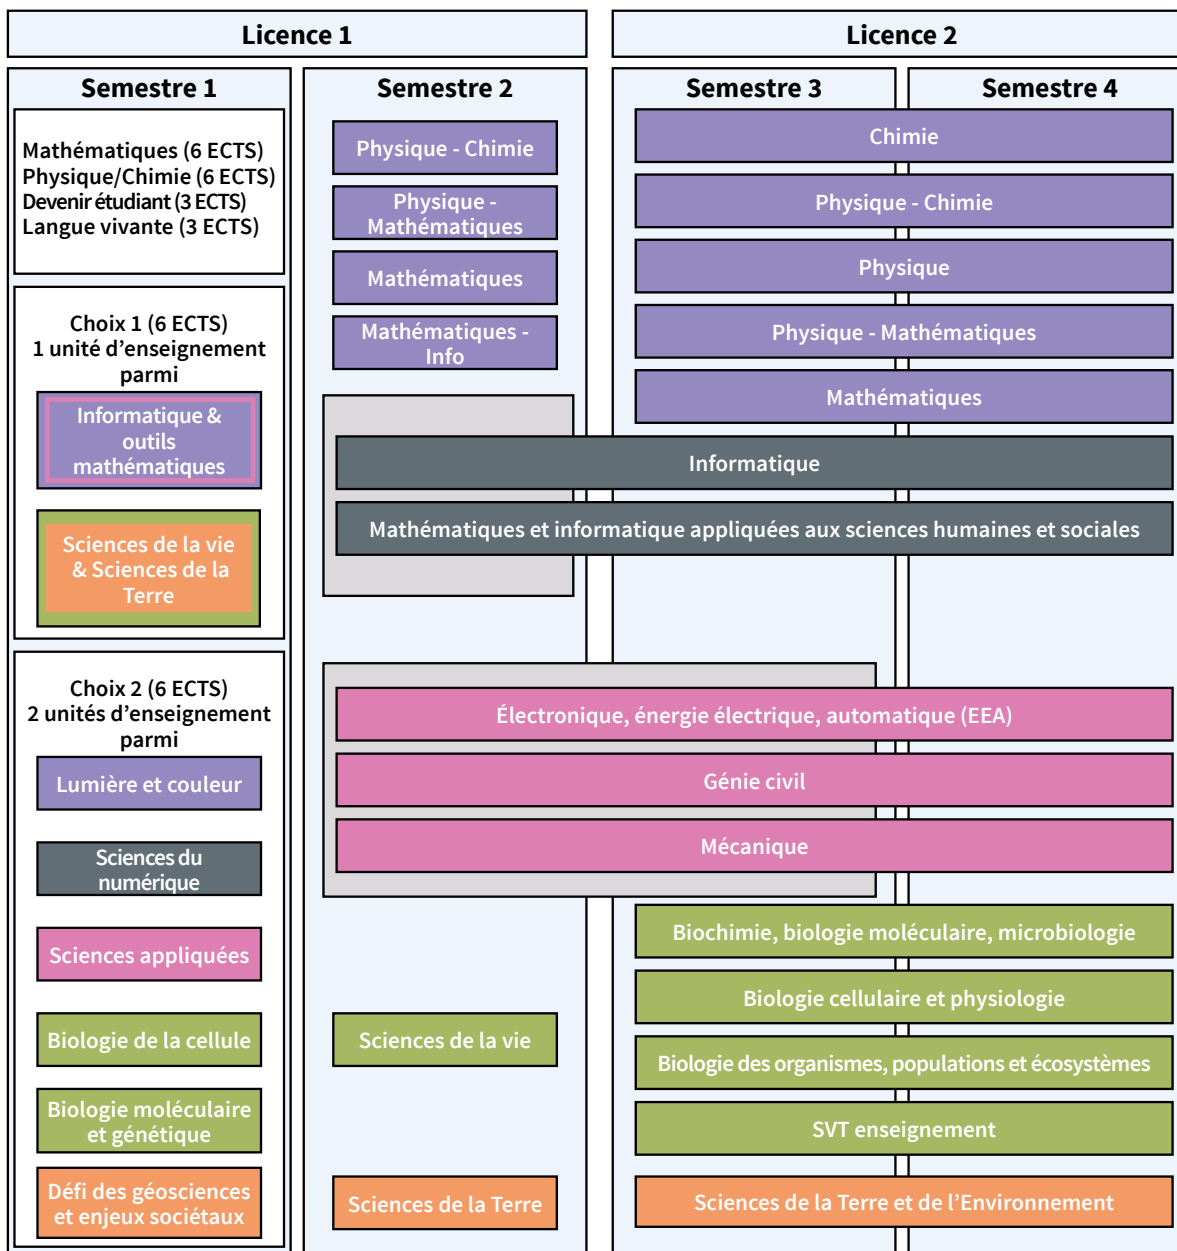 Licence 1
Licence 2
Semestre 1
Semestre 2
Semestre 3
Semestre 4
Mathématiques (6 ECTS)
Physique/Chimie (6 ECTS)
Devenir étudiant (3 ECTS)
Langue vivante (3 ECTS)
Choix 1 (6 ECTS)
1 unité d’enseignement
parmi
Informatique &
outils
mathématiques
Sciences de la vie
& Sciences de la
Terre
Choix 2 (6 ECTS)
2 unités d’enseignement
parmi
Lumière et couleur
Sciences du
numérique
Sciences appliquées
Biologie de la cellule
Biologie moléculaire
et génétique
Défi des géosciences
et enjeux sociétaux
Physique - Chimie
Physique -
Mathématiques
Mathématiques
Mathématiques -
Info
Sciences de la vie
Sciences de la Terre
Chimie
Physique - Chimie
Physique
Physique - Mathématiques
Mathématiques
Informatique
Mathématiques et informatique appliquées aux sciences humaines et sociales
Électronique, énergie électrique, automatique (EEA)
Génie civil
Mécanique
Biochimie, biologie moléculaire, microbiologie
Biologie cellulaire et physiologie
Biologie des organismes, populations et écosystèmes
SVT enseignement
Sciences de la Terre et de l’Environnement